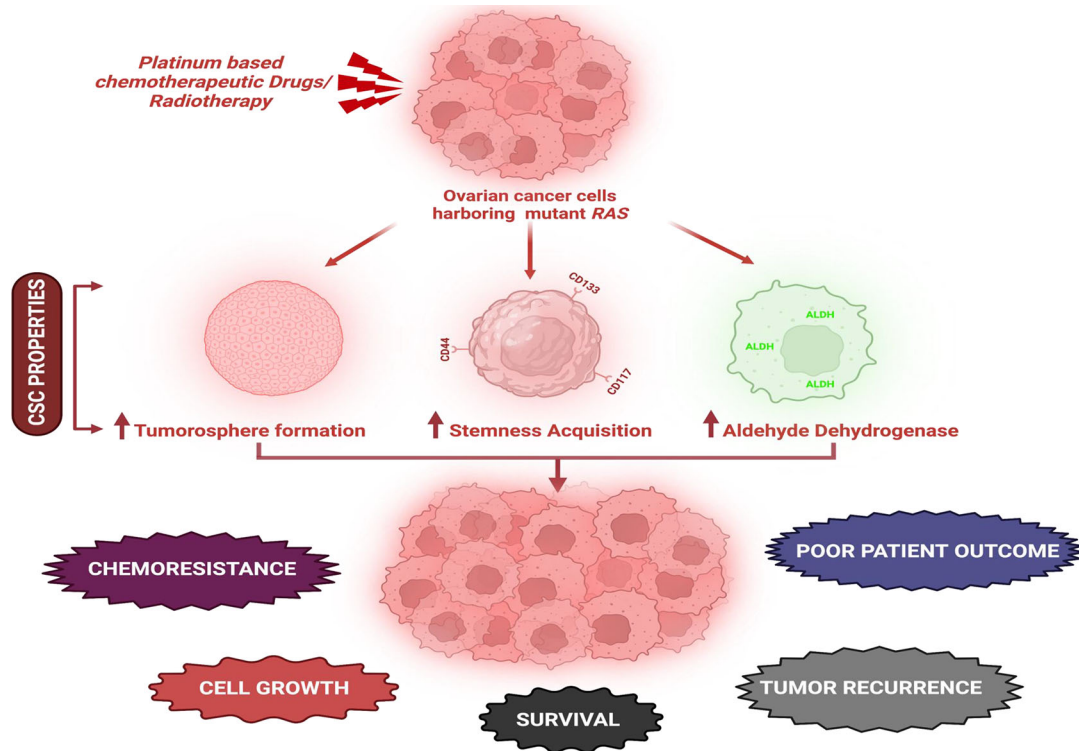 Platinum based
chemotherapeutic Drugs/
Radiotherapy
Ovarian cancer cells
harboring mutant RAS
CSC PROPERTIES
CD133
CD44
CD117
ALDH
ALDH
ALDH
Tumorosphere formation
Stemness Acquisition
Aldehyde Dehydrogenase
CHEMORESISTANCE
POOR PATIENT OUTCOME
CELL GROWTH
TUMOR RECURRENCE
SURVIVAL